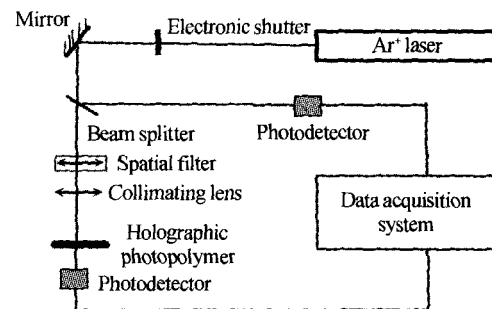 Mirror
Electronic shutter
Ar⁺ laser
Beam splitter
Photodetector
Spatial filter
Collimating lens
Data acquisition
system
Holographic
photopolymer
Photodetector